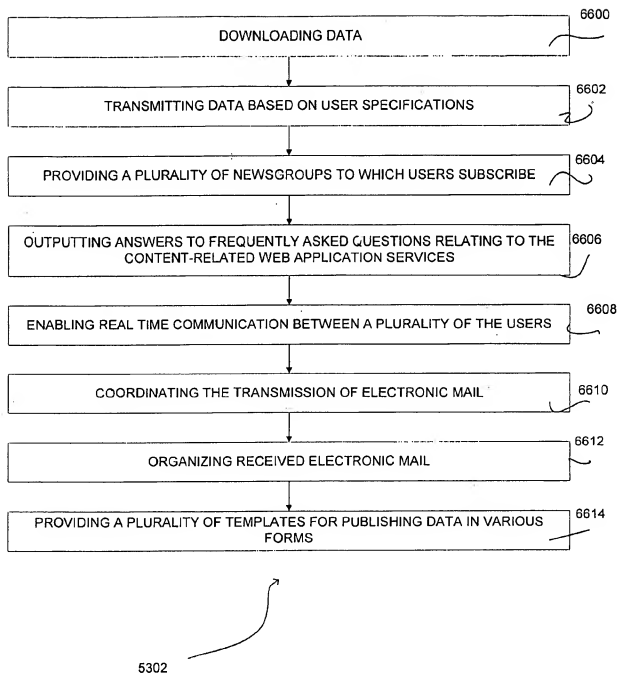 6600
DOWNLOADING DATA
6602
TRANSMITTING DATA BASED ON USER SPECIFICATIONS
6604
PROVIDING A PLURALITY OF NEWSGROUPS TO WHICH USERS SUBSCRIBE
6606
OUTPUTTING ANSWERS TO FREQUENTLY ASKED QUESTIONS RELATING TO THE
CONTENT-RELATED WEB APPLICATION SERVICES
6608
ENABLING REAL TIME COMMUNICATION BETWEEN A PLURALITY OF THE USERS
6610
COORDINATING THE TRANSMISSION OF ELECTRONIC MAIL
6612
ORGANIZING RECEIVED ELECTRONIC MAIL
6614
PROVIDING A PLURALITY OF TEMPLATES FOR PUBLISHING DATA IN VARIOUS
FORMS
5302